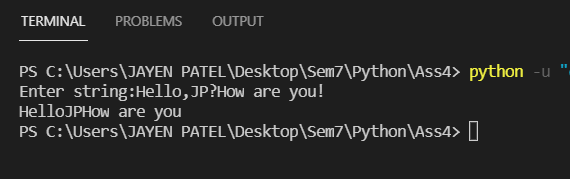 TERMINAL PROBLEMS OUTPUT
PS C:\Users\JAYEN PATEL\Desktop\Sem7\Python\Ass4> python -u "
Enter string:Hello,JP?How are you!
HelloJPHow are you
PS C:\Users\JAYEN PATEL\Desktop\Sem7\Python\Ass4>